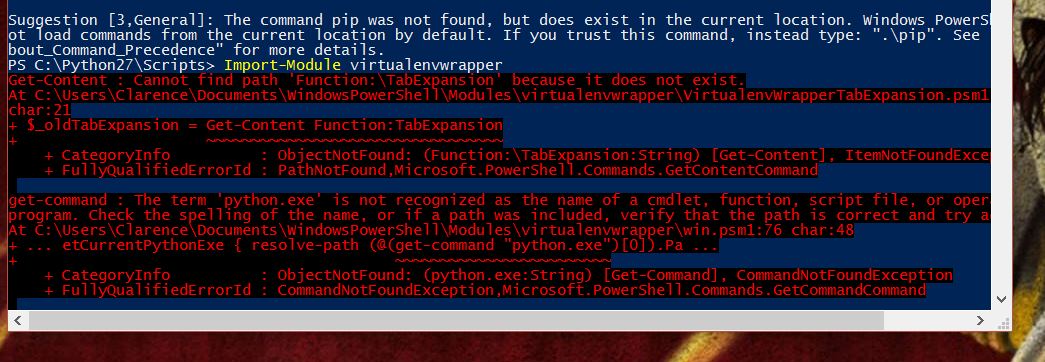 Suggestion [3,General]: The command pip was not found, but does exist in the current location. Windows PowerSh
ot load commands from the current location by default. If you trust this command, instead type: ".\pip". See
bout_Command_Precedence" for more details.
PS C:\Python27\Scripts> Import-Module virtualenvwrapper
Get-Content : Cannot find path 'Function:\TabExpansion' because it does not exist.
At C:\Users\Clarence\Documents\WindowsPowerShell\Modules\virtualenvwrapper\VirtualenvWrapperTabExpansion.psm1
char:21
+ $_oldTabExpansion = Get-Content Function:TabExpansion
+                     ~~~~~~~~~~~~~~~~~~~~~~~~~~~~~~~~~
    + CategoryInfo          : ObjectNotFound: (Function:\TabExpansion:String) [Get-Content], ItemNotFoundExcep
    + FullyQualifiedErrorId : PathNotFound,Microsoft.PowerShell.Commands.GetContentCommand
get-command : The term 'python.exe' is not recognized as the name of a cmdlet, function, script file, or opera
program. Check the spelling of the name, or if a path was included, verify that the path is correct and try ag
At C:\Users\Clarence\Documents\WindowsPowerShell\Modules\virtualenvwrapper\win.psm1:76 char:48
+ ... etCurrentPythonExe { resolve-path (@(get-command "python.exe")[0]).Pa ...
+                                          ~~~~~~~~~~~~~~~~~~~~~~~~
    + CategoryInfo          : ObjectNotFound: (python.exe:String) [Get-Command], CommandNotFoundException
    + FullyQualifiedErrorId : CommandNotFoundException,Microsoft.PowerShell.Commands.GetCommandCommand